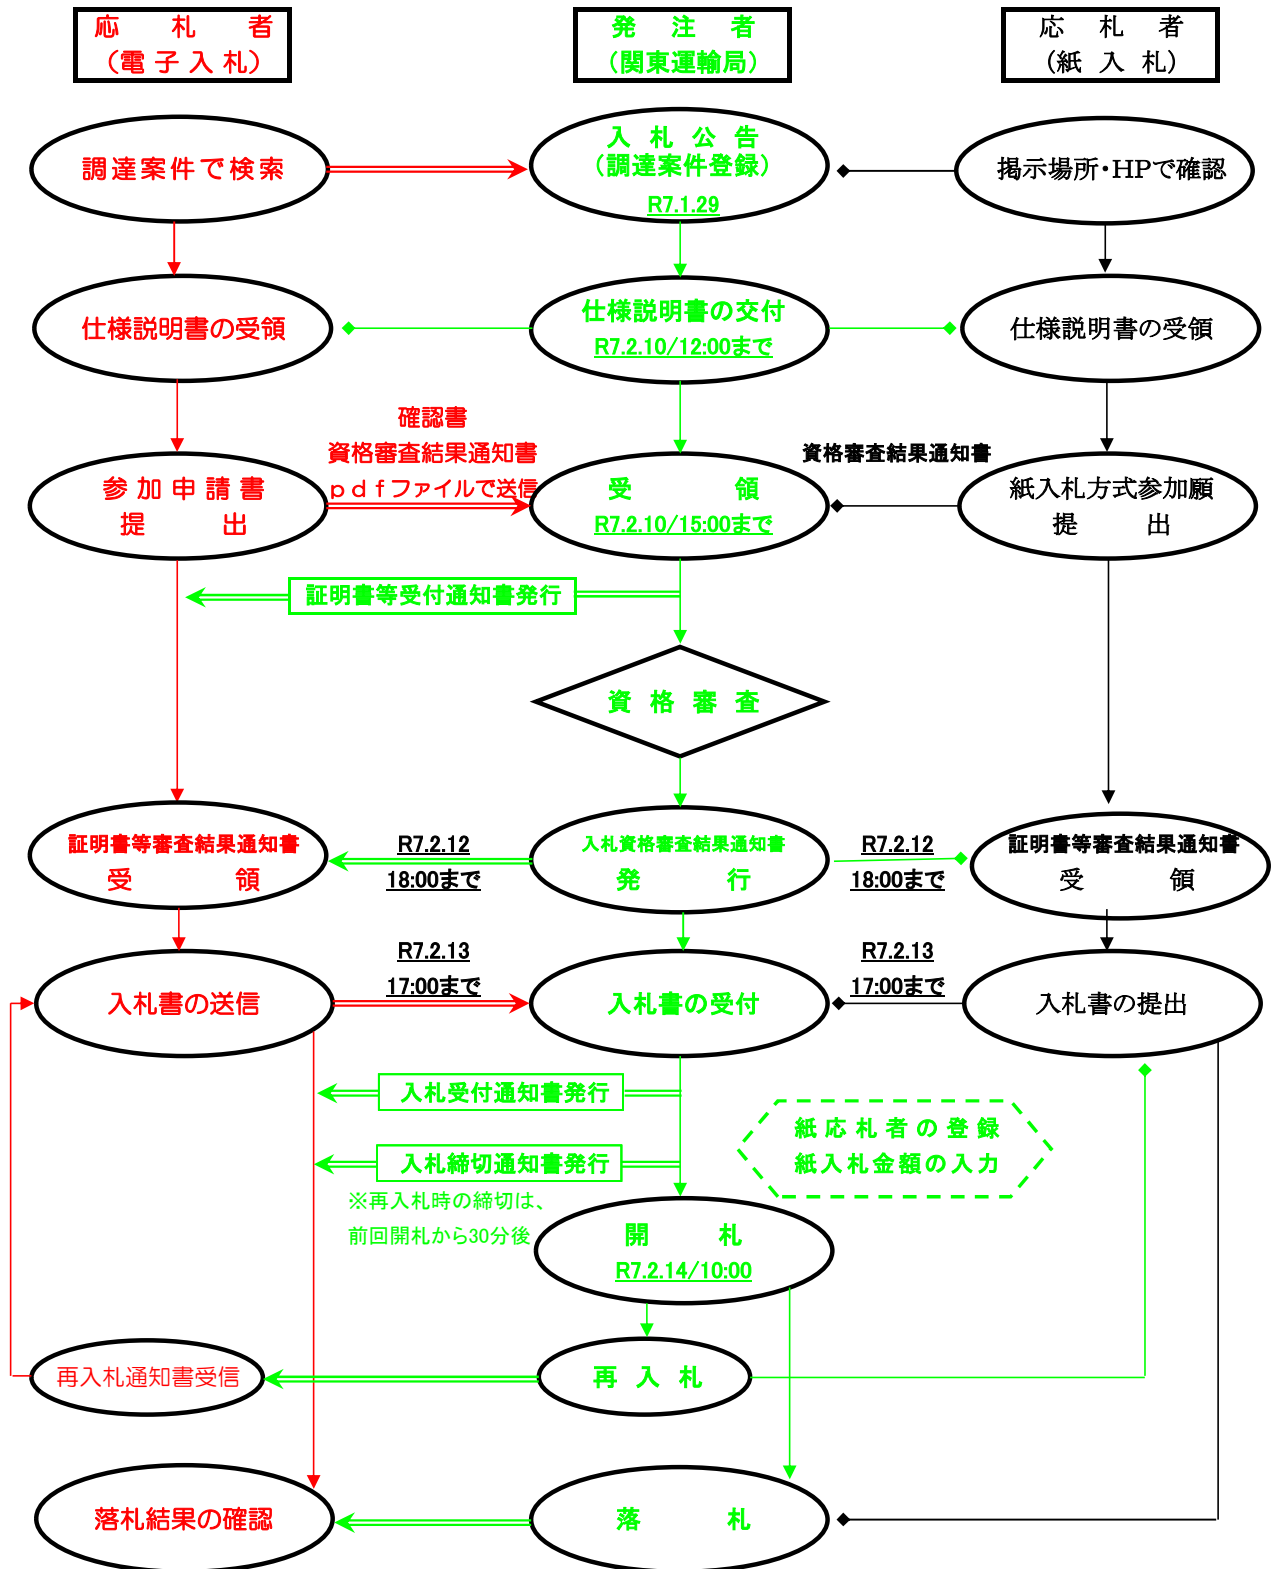 応札者
（電子入札）
発注者
（関東運輸局）
応札者
（紙入札）
調達案件で検索
入札公告
（調達案件登録）
R7.1.29
掲示場所・HPで確認
仕様説明書の受領
仕様説明書の交付
R7.2.10/12:00まで
仕様説明書の受領
確認書
資格審査結果通知書
ｐｄｆファイルで送信
資格審査結果通知書
参加申請書
提出
受領
R7.2.10/15:00まで
紙入札方式参加願
提出
証明書等受付通知書発行
資格審査
証明書等審査結果通知書
受領
R7.2.12
18:00まで
入札資格審査結果通知書
発行
R7.2.12
18:00まで
証明書等審査結果通知書
受領
入札書の送信
R7.2.13
17:00まで
入札書の受付
R7.2.13
17:00まで
入札書の提出
入札受付通知書発行
紙応札者の登録
紙入札金額の入力
入札締切通知書発行
※再入札時の締切は、
前回開札から30分後
開札
R7.2.14/10:00
再入札通知書受信
再入札
落札結果の確認
落札